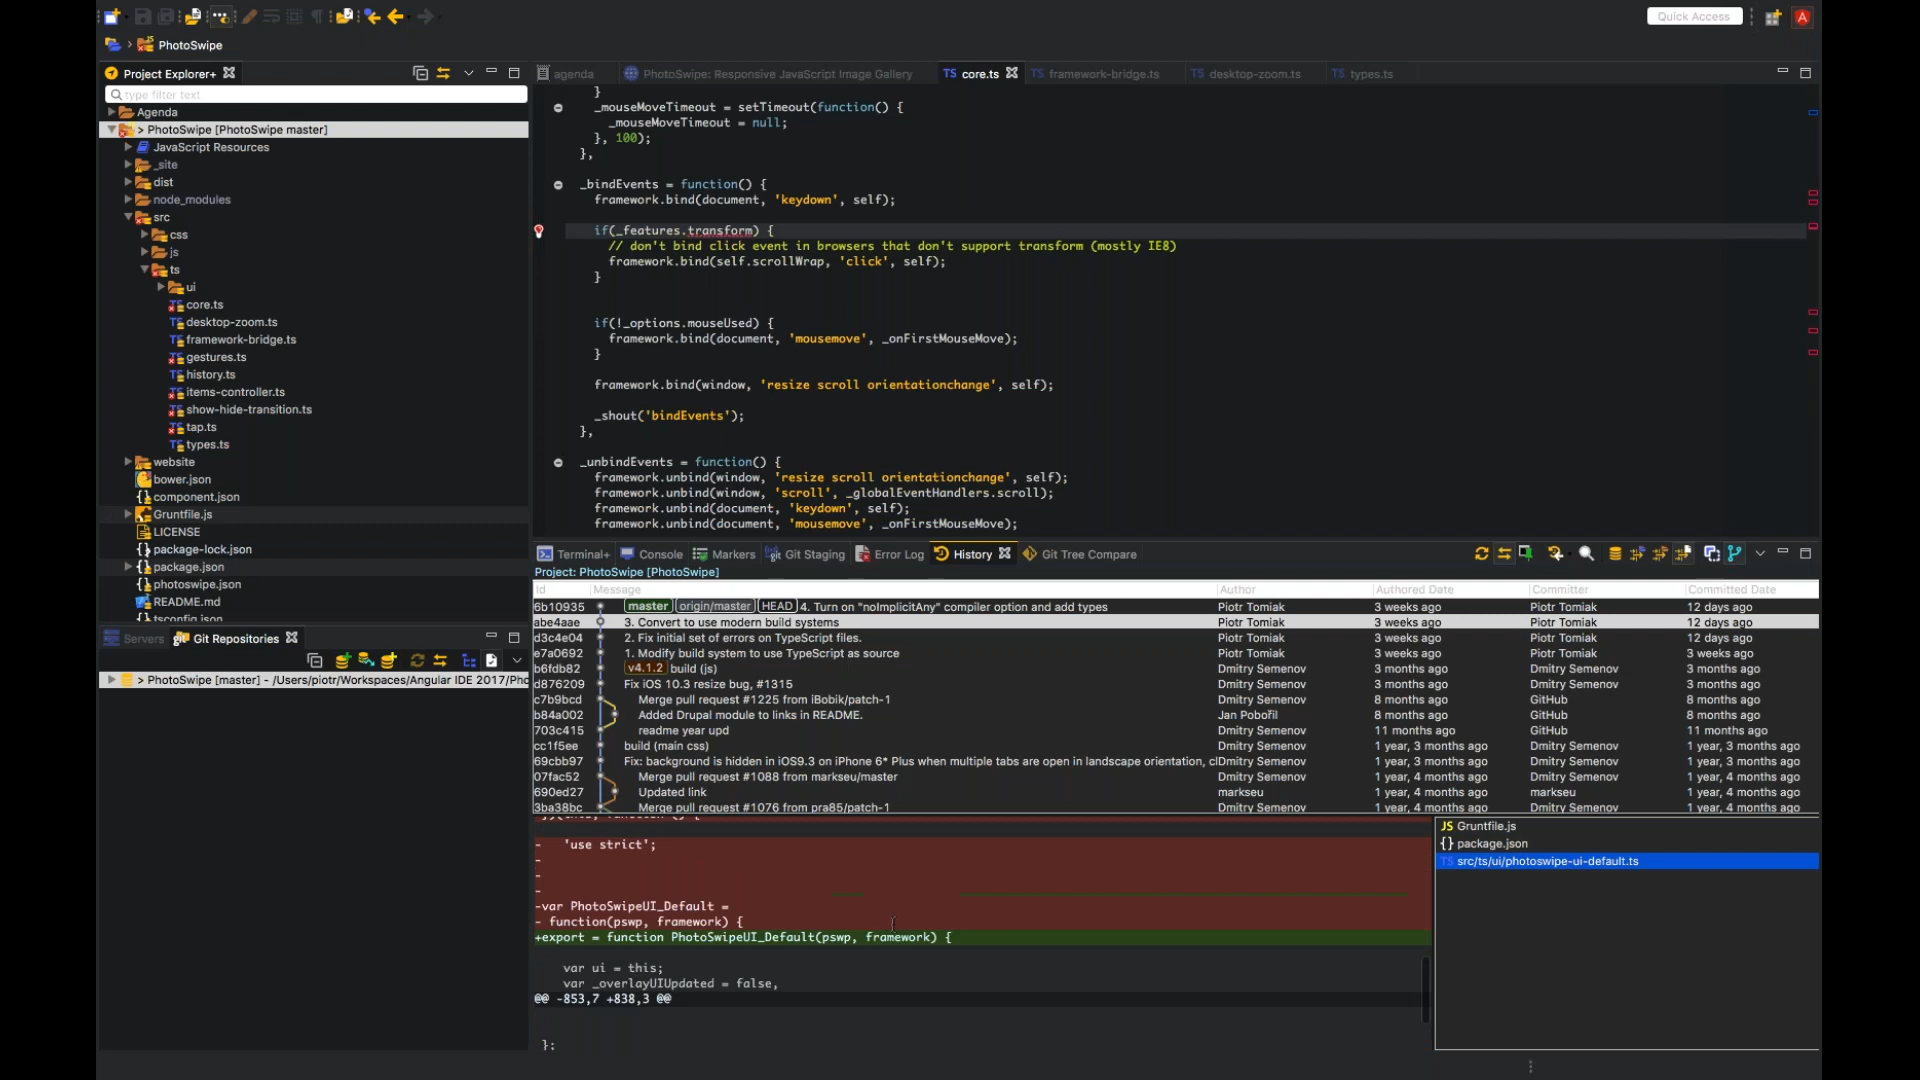 Quick Access
PhotoSwipe
Project Explorer+
type filter text
Agenda
> PhotoSwipe [PhotoSwipe master]
JavaScript Resources
_site
dist
node_modules
src
css
js
ts
ui
core.ts
desktop-zoom.ts
framework-bridge.ts
gestures.ts
history.ts
items-controller.ts
show-hide-transition.ts
tap.ts
types.ts
website
bower.json
component.json
Gruntfile.js
LICENSE
package-lock.json
package.json
photoswipe.json
README.md
tsconfig.json
Servers
Git Repositories
> PhotoSwipe [master] - /Users/piotr/Workspaces/Angular IDE 2017/Pho
agenda
PhotoSwipe: Responsive JavaScript Image Gallery
TS core.ts
TS framework-bridge.ts
TS desktop-zoom.ts
TS types.ts
}
_mouseMoveTimeout = setTimeout(function() {
_mouseMoveTimeout = null;
}, 100);
},
_bindEvents = function() {
framework.bind(document, 'keydown', self);
if(_features.transform) {
// don't bind click event in browsers that don't support transform (mostly IE8)
framework.bind(self.scrollWrap, 'click', self);
}
if(!_options.mouseUsed) {
framework.bind(document, 'mousemove', _onFirstMouseMove);
}
framework.bind(window, 'resize scroll orientationchange', self);
_shout('bindEvents');
},
_unbindEvents = function() {
framework.unbind(window, 'resize scroll orientationchange', self);
framework.unbind(window, 'scroll', _globalEventHandlers.scroll);
framework.unbind(document, 'keydown', self);
framework.unbind(document, 'mousemove', _onFirstMouseMove);
Terminal+ Console Markers Git Staging Error Log History Git Tree Compare
Project: PhotoSwipe [PhotoSwipe]
Id Message Author Authored Date Committer Committed Date
6b10935 master origin/master HEAD 4. Turn on "noImplicitAny" compiler option and add types Piotr Tomiak 3 weeks ago Piotr Tomiak 12 days ago
abe4aae 3. Convert to use modern build systems Piotr Tomiak 3 weeks ago Piotr Tomiak 12 days ago
d3c4e04 2. Fix initial set of errors on TypeScript files. Piotr Tomiak 3 weeks ago Piotr Tomiak 12 days ago
e7a0692 1. Modify build system to use TypeScript as source Piotr Tomiak 3 weeks ago Piotr Tomiak 12 days ago
b6fdb82 v4.1.2 build (js) Dmitry Semenov 3 months ago Dmitry Semenov 3 months ago
d876209 Fix iOS 10.3 resize bug, #1315 Dmitry Semenov 3 months ago Dmitry Semenov 3 months ago
c7b9bcd Merge pull request #1225 from iBobik/patch-1 Dmitry Semenov 8 months ago GitHub 8 months ago
b84a002 Added Drupal module to links in README. Jan Pobořil 8 months ago GitHub 8 months ago
703c415 readme year upd Dmitry Semenov 11 months ago GitHub 11 months ago
cc1f5ee build (main css) Dmitry Semenov 1 year, 3 months ago Dmitry Semenov 1 year, 3 months ago
69cbb97 Fix: background is hidden in iOS9.3 on iPhone 6* Plus when multiple tabs are open in landscape orientation, cl Dmitry Semenov 1 year, 3 months ago Dmitry Semenov 1 year, 3 months ago
07fac52 Merge pull request #1088 from markseu/master Dmitry Semenov 1 year, 4 months ago Dmitry Semenov 1 year, 4 months ago
690ed27 Updated link markseu 1 year, 4 months ago markseu 1 year, 4 months ago
3ba38bc Merge pull request #1076 from pra85/patch-1 Dmitry Semenov 1 year, 4 months ago Dmitry Semenov 1 year, 4 months ago
- 'use strict';
-
-
-
-var PhotoSwipeUI_Default =
- function(pswp, framework) {
+export = function PhotoSwipeUI_Default(pswp, framework) {
var ui = this;
var _overlayUIUpdated = false,
@@ -853,7 +838,3 @@
};
JS Gruntfile.js
{} package.json
TS src/ts/ui/photoswipe-ui-default.ts